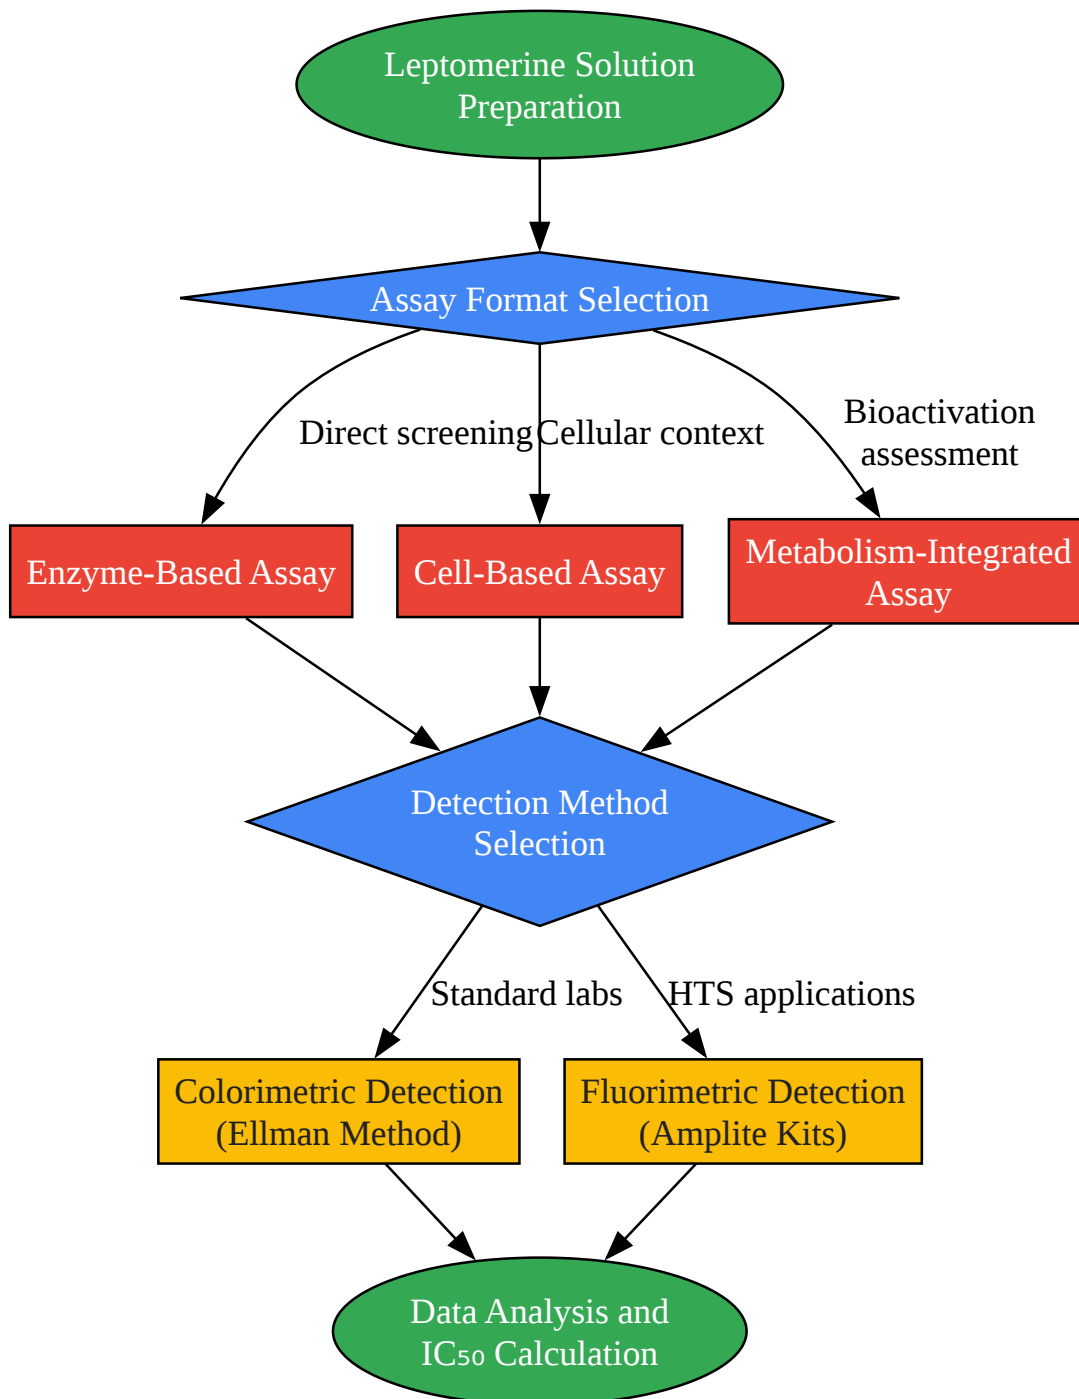 Leptomerine Solution
Preparation
Assay Format Selection
Direct screening
Cellular context
Bioactivation
assessment
Enzyme-Based Assay
Cell-Based Assay
Metabolism-Integrated
Assay
Detection Method
Selection
Standard labs
HTS applications
Colorimetric Detection
(Ellman Method)
Fluorimetric Detection
(Amplite Kits)
Data Analysis and
IC₅₀ Calculation